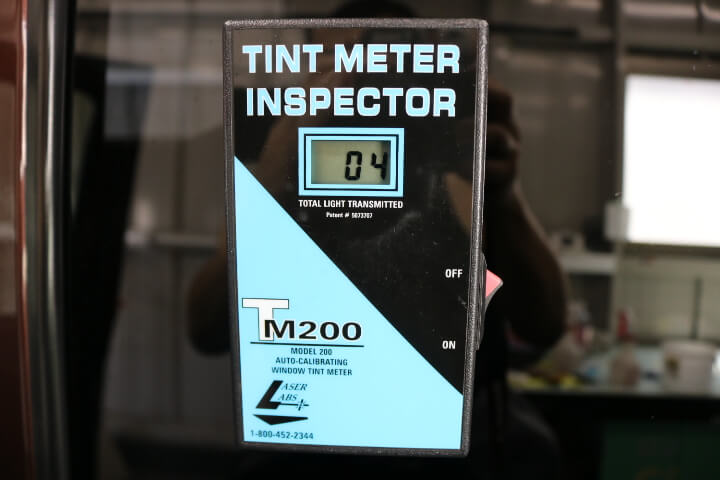 TINT METER
INSPECTOR
04
TOTAL LIGHT TRANSMITTED
Patent # 5073707
OFF
ON
TM200
MODEL 200
AUTO-CALIBRATING
WINDOW TINT METER
LASER
LABS
1-800-452-2344